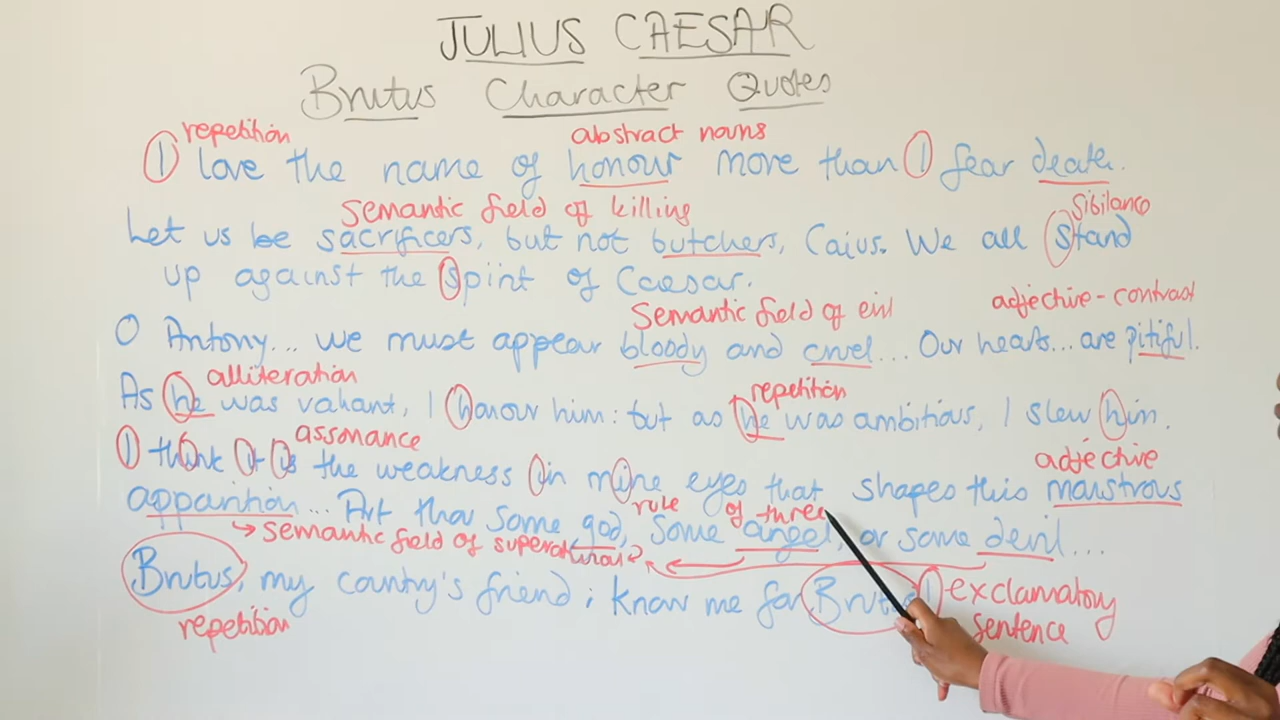 JULIUS CAESAR
Brutus Character Quotes
repetition abstract nouns
I love the name of honour more than I fear death.
semantic field of killing sibilance
Let us be sacrificers, but not butchers, Caius. We all stand
up against the spirit of Caesar.
semantic field of evil adjective - contrast
O Antony... we must appear bloody and cruel... Our hearts... are pitiful.
alliteration repetition
As he was valiant, I honour him: but as he was ambitious, I slew him.
assonance adjective
I think it is the weakness in mine eyes that shapes this monstrous
rule of three
apparition... Art thou some god, some angel, or some devil...
→ semantic field of supernatural
Brutus, my country's friend; know me for Brutus! - exclamatory
repetition sentence